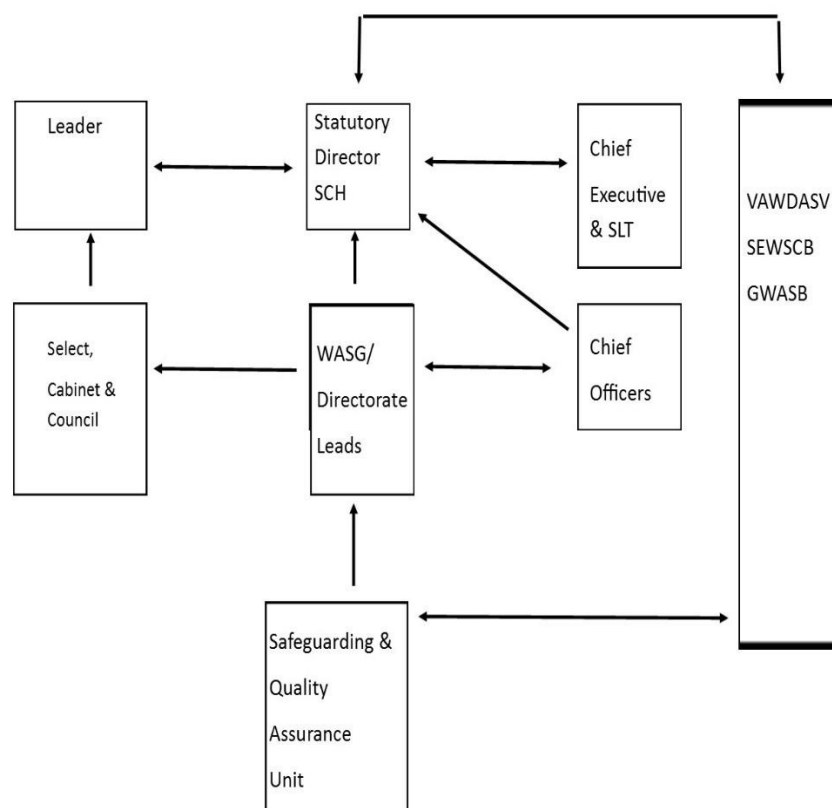 Leader
Statutory
Director
SCH
Chief
Executive
& SLT
VAWDASV
SEWSCB
GWASB
Select,
Cabinet &
Council
WASG/
Directorate
Leads
Chief
Officers
Safeguarding &
Quality
Assurance
Unit